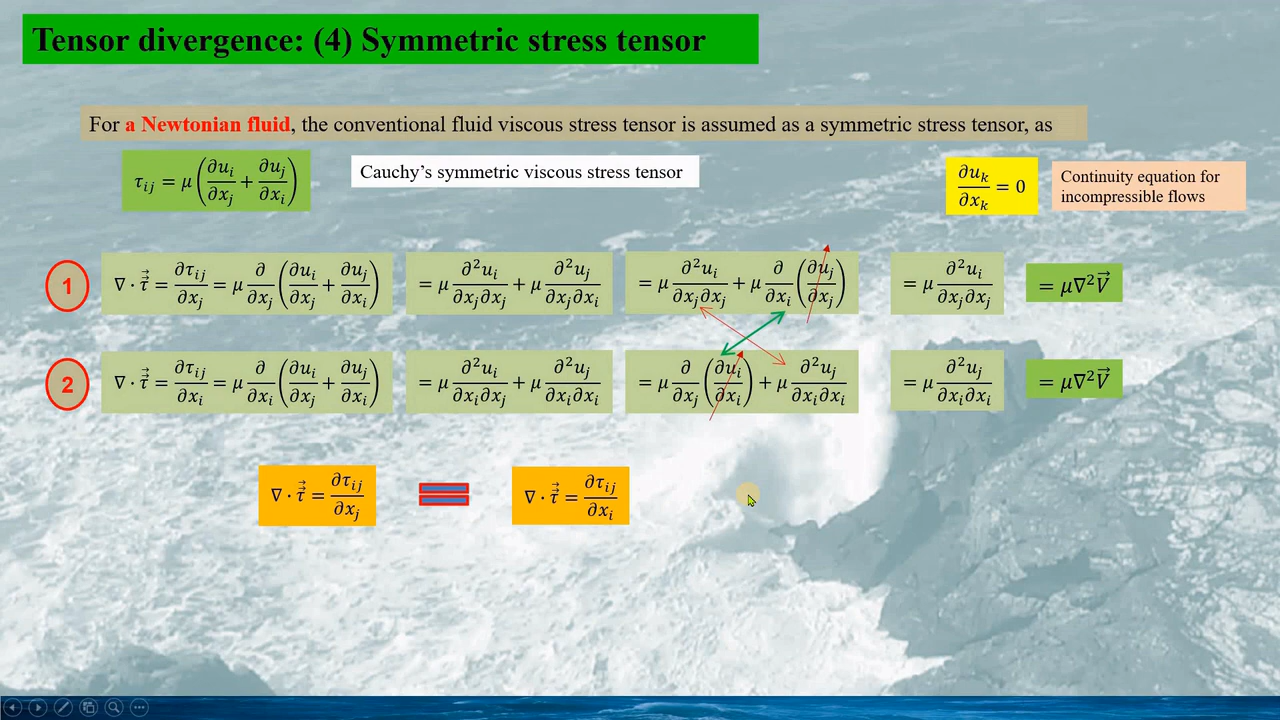 Tensor divergence: (4) Symmetric stress tensor
For a Newtonian fluid, the conventional fluid viscous stress tensor is assumed as a symmetric stress tensor, as
τᵢⱼ = μ(∂uᵢ/∂xⱼ + ∂uⱼ/∂xᵢ)
Cauchy's symmetric viscous stress tensor
∂uₖ/∂xₖ = 0
Continuity equation for
incompressible flows
1 ∇ · τ⃗⃗ = ∂τᵢⱼ/∂xⱼ = μ ∂/∂xⱼ(∂uᵢ/∂xⱼ + ∂uⱼ/∂xᵢ) = μ ∂²uᵢ/∂xⱼ∂xⱼ + μ ∂²uⱼ/∂xⱼ∂xᵢ = μ ∂²uᵢ/∂xⱼ∂xⱼ + μ ∂/∂xᵢ(∂uⱼ/∂xⱼ) = μ ∂²uᵢ/∂xⱼ∂xⱼ = μ∇²V⃗
2 ∇ · τ⃗⃗ = ∂τᵢⱼ/∂xᵢ = μ ∂/∂xᵢ(∂uᵢ/∂xⱼ + ∂uⱼ/∂xᵢ) = μ ∂²uᵢ/∂xᵢ∂xⱼ + μ ∂²uⱼ/∂xᵢ∂xᵢ = μ ∂/∂xⱼ(∂uᵢ/∂xᵢ) + μ ∂²uⱼ/∂xᵢ∂xᵢ = μ ∂²uⱼ/∂xᵢ∂xᵢ = μ∇²V⃗
∇ · τ⃗⃗ = ∂τᵢⱼ/∂xⱼ = ∇ · τ⃗⃗ = ∂τᵢⱼ/∂xᵢ